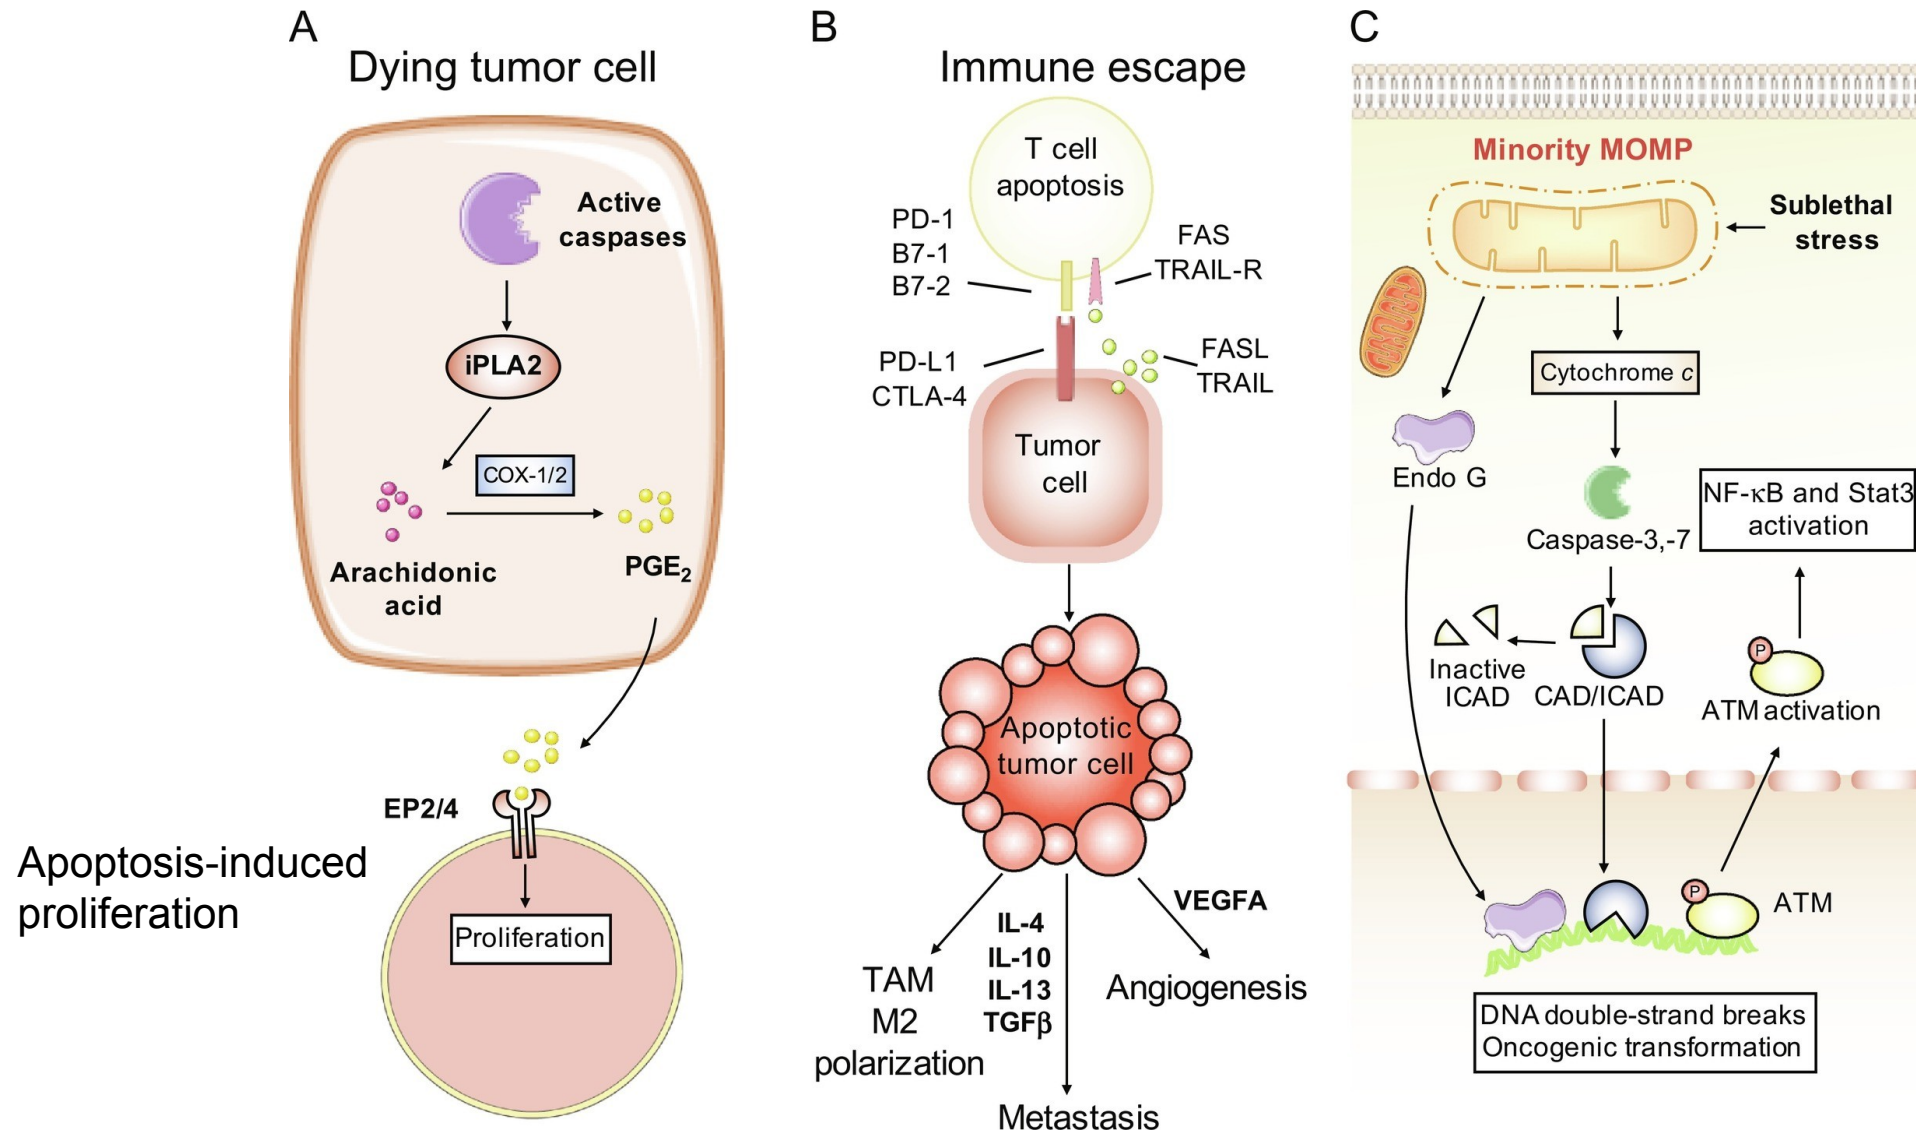 A
Dying tumor cell
Active
caspases
iPLA2
COX-1/2
Arachidonic
acid
PGE2
EP2/4
Apoptosis-induced
proliferation
Proliferation
B
Immune escape
T cell
apoptosis
PD-1
B7-1
B7-2
FAS
TRAIL-R
PD-L1
CTLA-4
FASL
TRAIL
Tumor
cell
Apoptotic
tumor cell
VEGFA
IL-4
IL-10
IL-13
TGFβ
TAM
M2
polarization
Angiogenesis
Metastasis
C
Minority MOMP
Sublethal
stress
Cytochrome c
Endo G
Caspase-3,-7
NF-κB and Stat3
activation
Inactive
ICAD
CAD/ICAD
P
ATM activation
P
ATM
DNA double-strand breaks
Oncogenic transformation